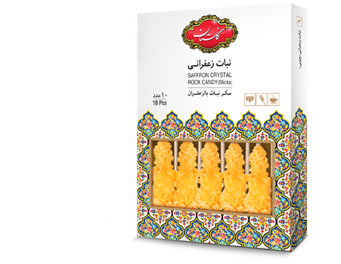 گلستان
نبات زعفرانی
SAFFRON CRYSTAL
ROCK CANDY(Sticks)
سكر نبات بالزعفران
۱۰ عدد
10 Pcs